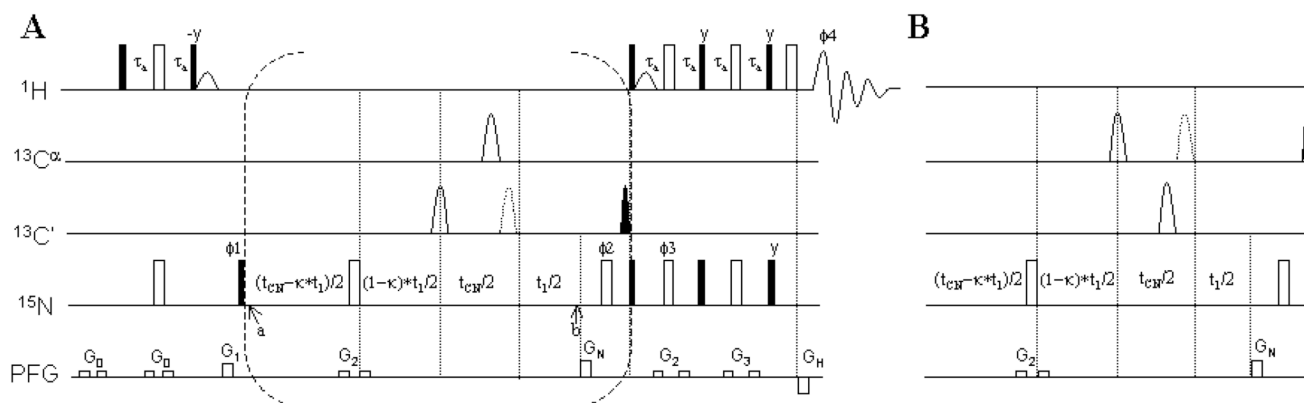 A B
-y y y ϕ4
τa τa τa τa τa τa
¹H
¹³Cα
¹³C'
ϕ1 ϕ2 ϕ3 y
(tCN–κ*t₁)/2 (1–κ)*t₁/2 tCN/2 t₁/2 (tCN–κ*t₁)/2 (1–κ)*t₁/2 tCN/2 t₁/2
¹⁵N
a b
G₀ G₀ G₁ G₂ GN G₂ G₃ GH G₂ GN
PFG